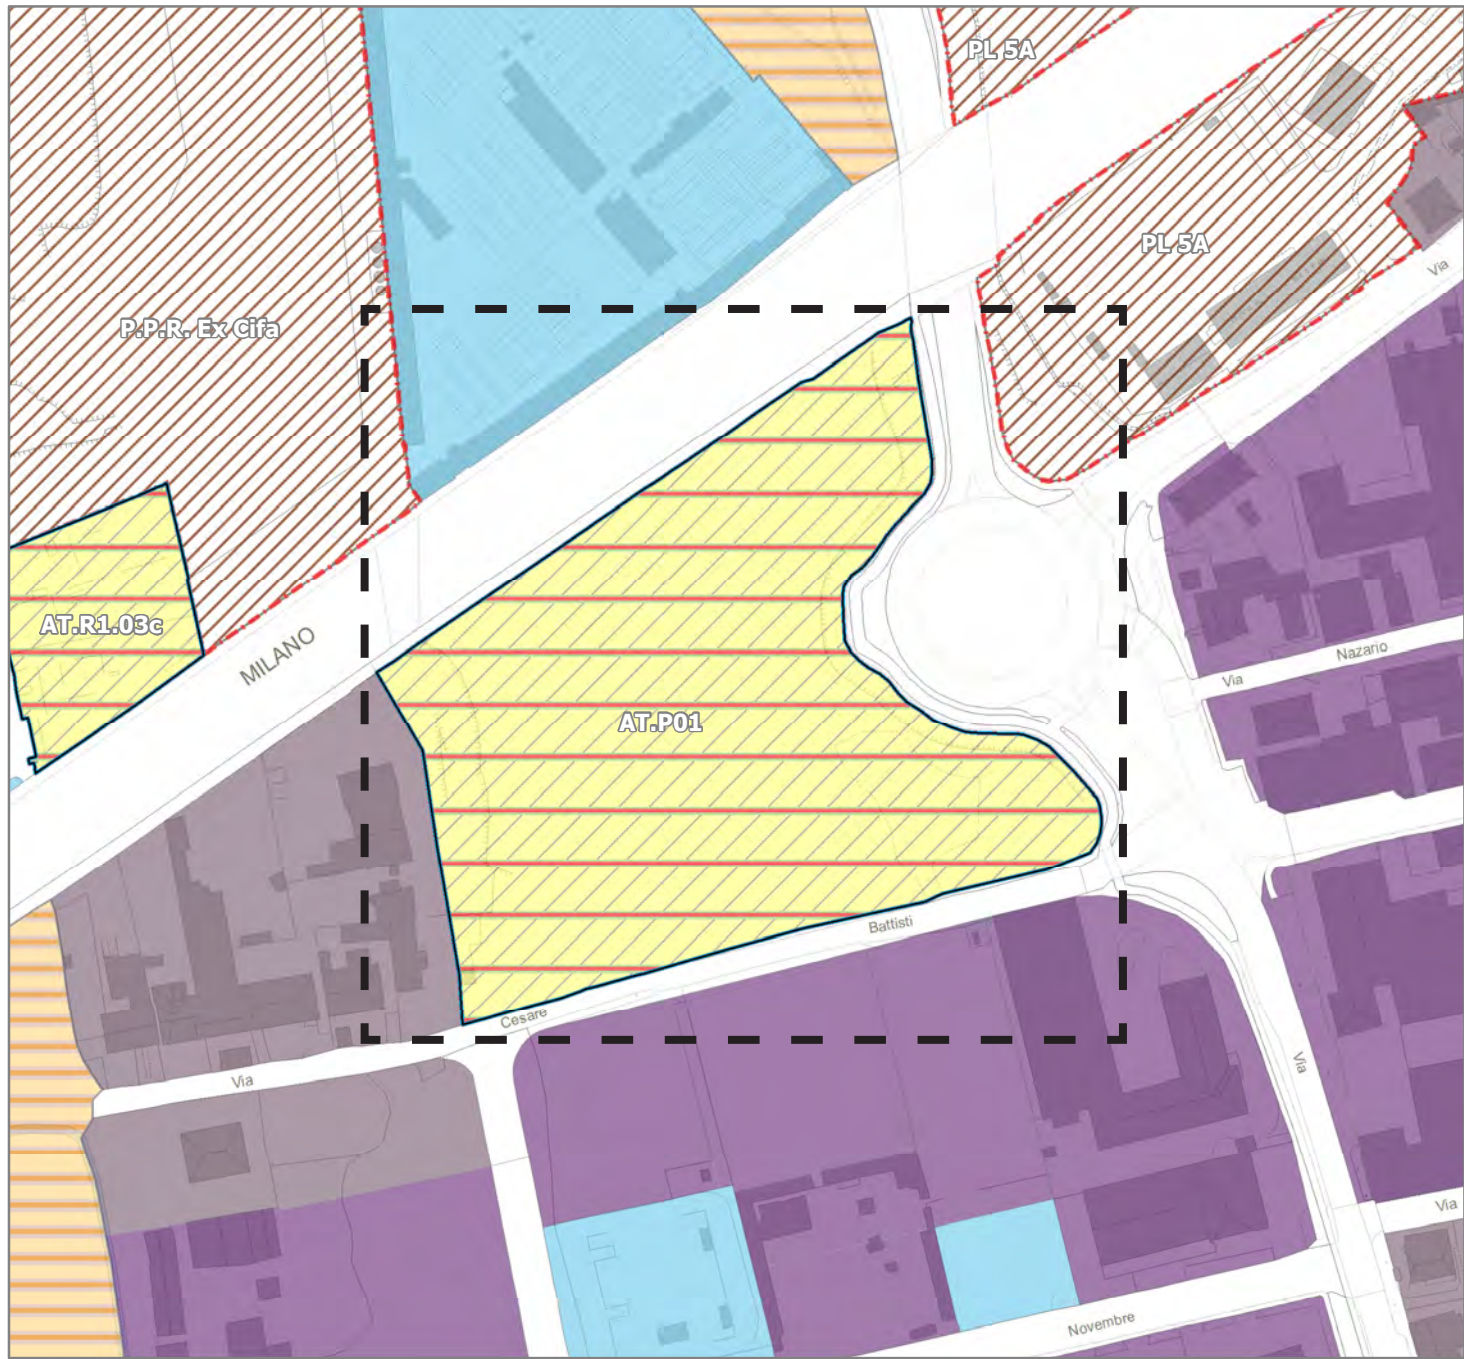 PL 5A
PL 5A
Via
P.P.R. Ex Cifa
AT.R1.03c
MILANO
Nazario
Via
AT.P01
Battisti
Cesare
Via
Via
Via
Novembre